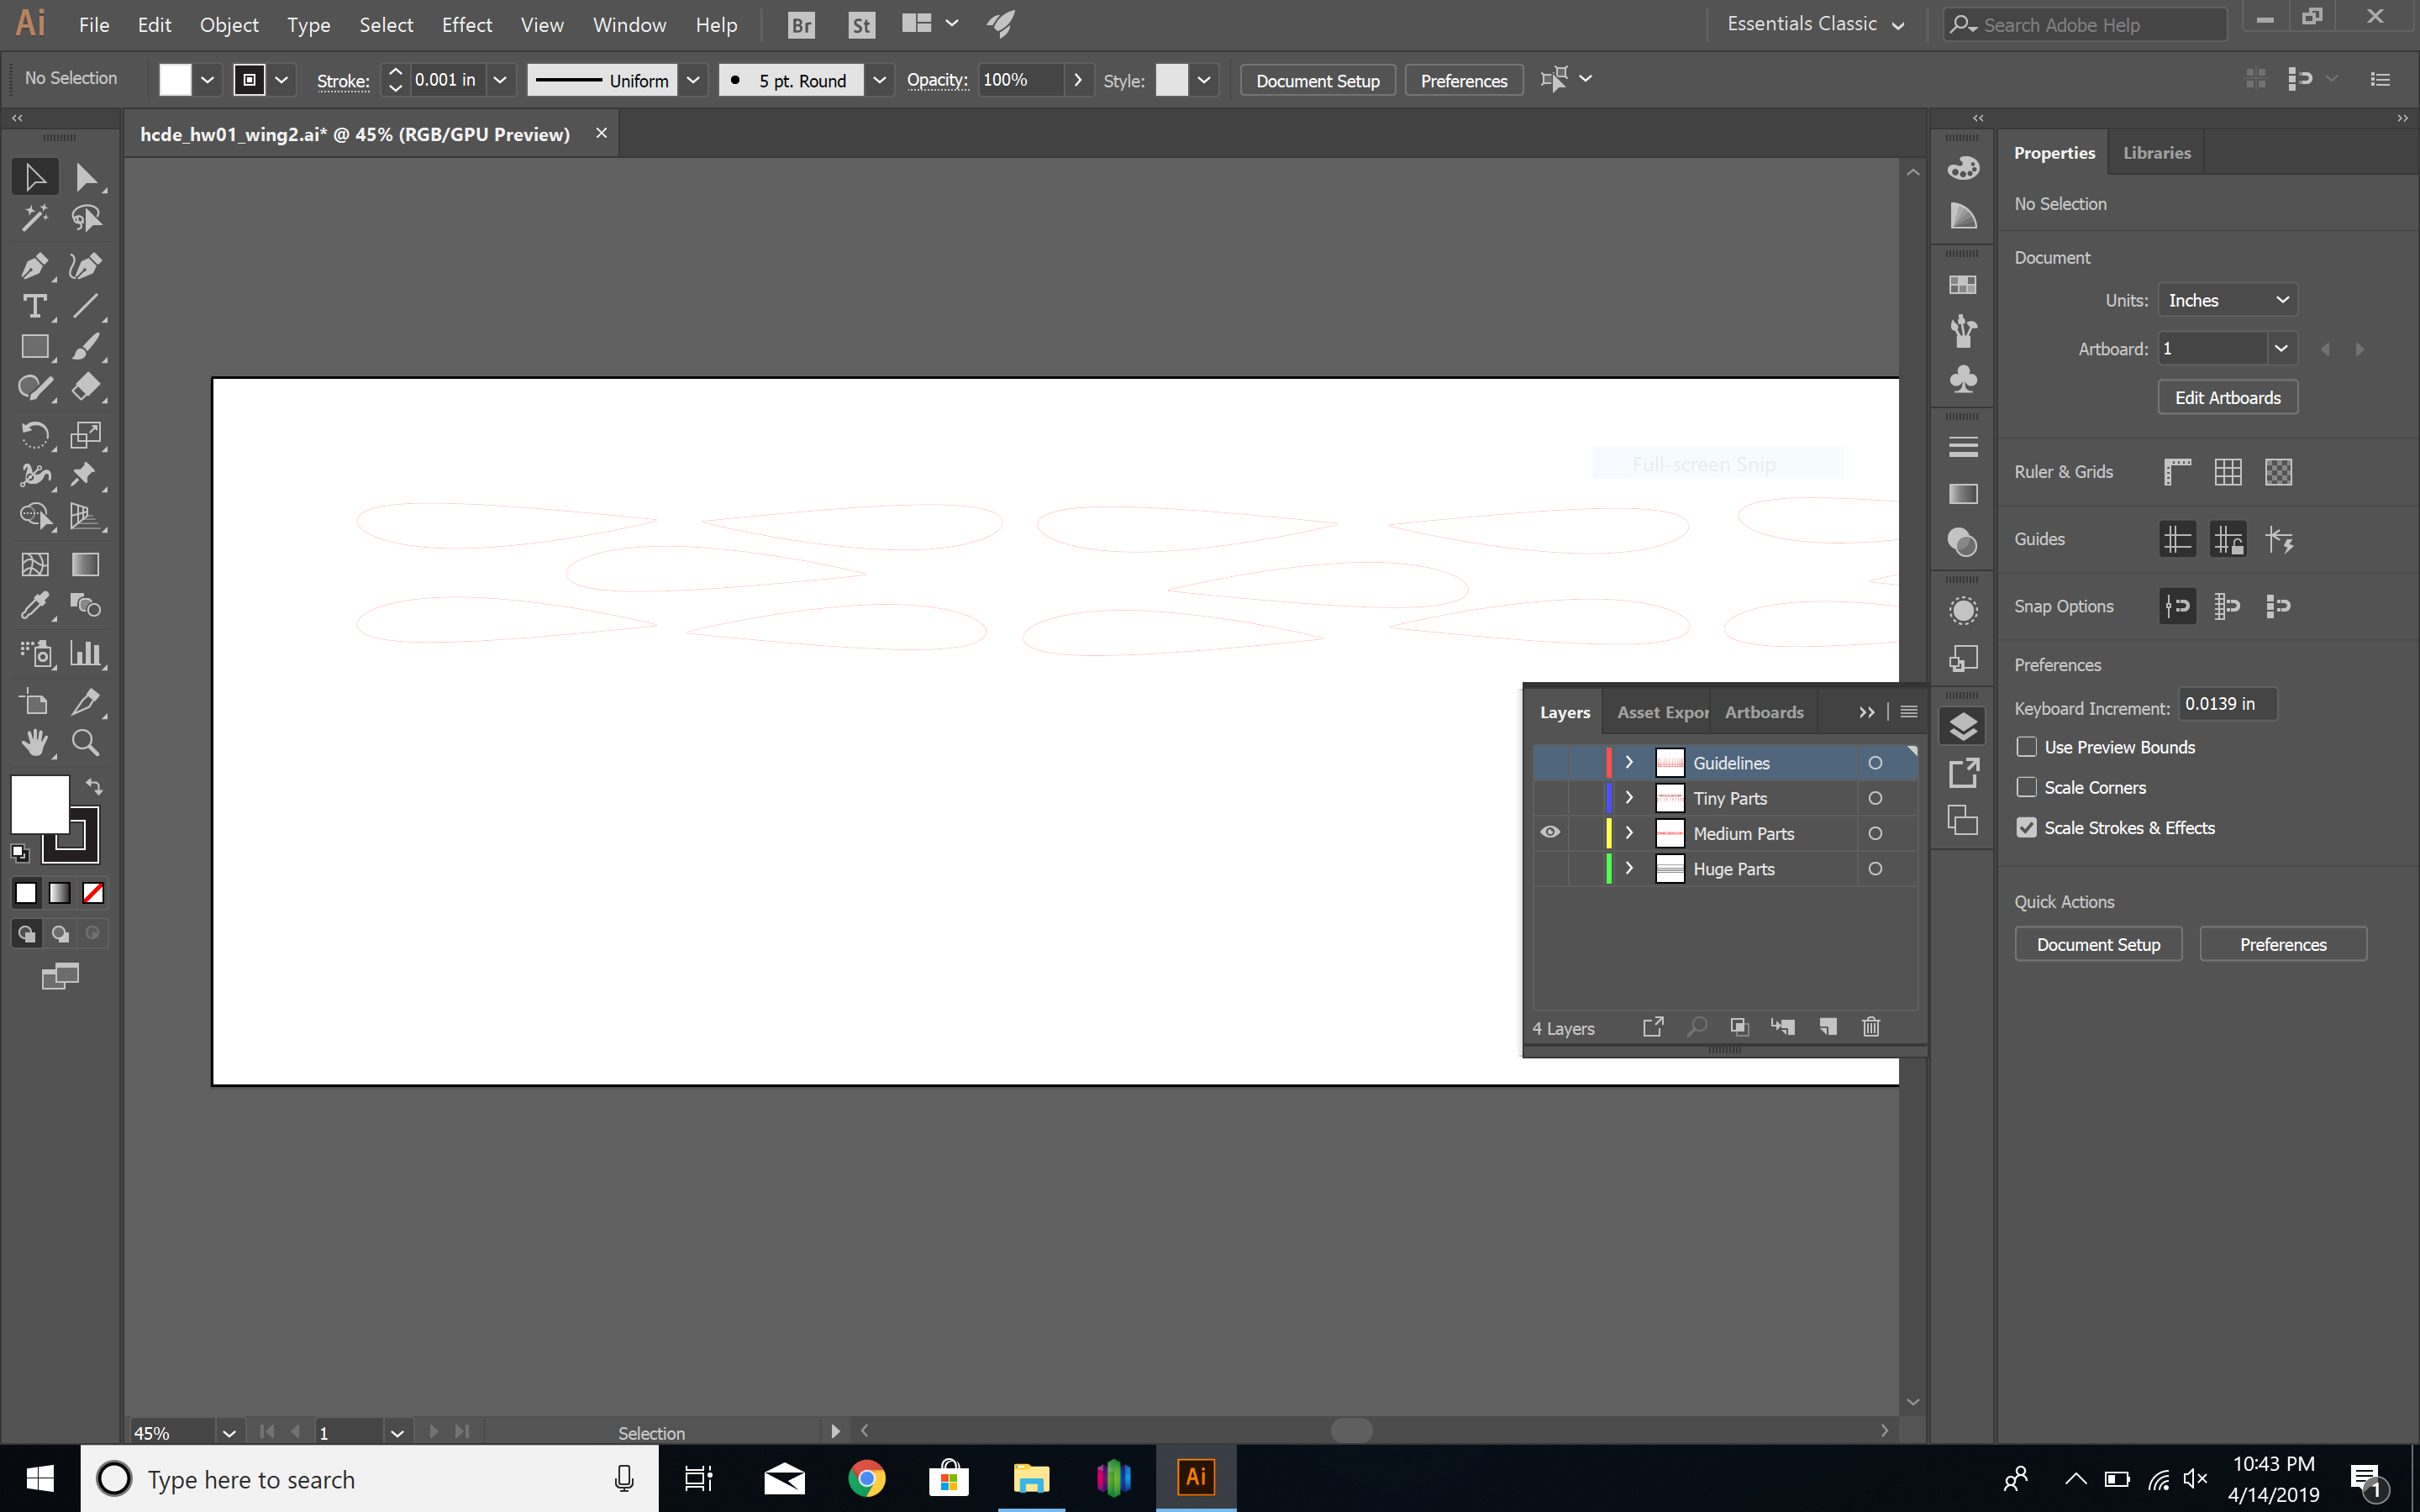 Ai File Edit Object Type Select Effect View Window Help Br St Essentials Classic Search Adobe Help
No Selection Stroke: 0.001 in Uniform 5 pt. Round Opacity: 100% Style: Document Setup Preferences
hcde_hw01_wing2.ai* @ 45% (RGB/GPU Preview)
Properties Libraries
No Selection
Document
Units: Inches
Artboard: 1
Edit Artboards
Full-screen Snip
Ruler & Grids
Guides
Snap Options
Preferences
Keyboard Increment: 0.0139 in
Use Preview Bounds
Scale Corners
Scale Strokes & Effects
Quick Actions
Document Setup Preferences
Layers Asset Expor Artboards
Guidelines
Tiny Parts
Medium Parts
Huge Parts
4 Layers
45% 1 Selection
Type here to search
Ai
10:43 PM
4/14/2019
1